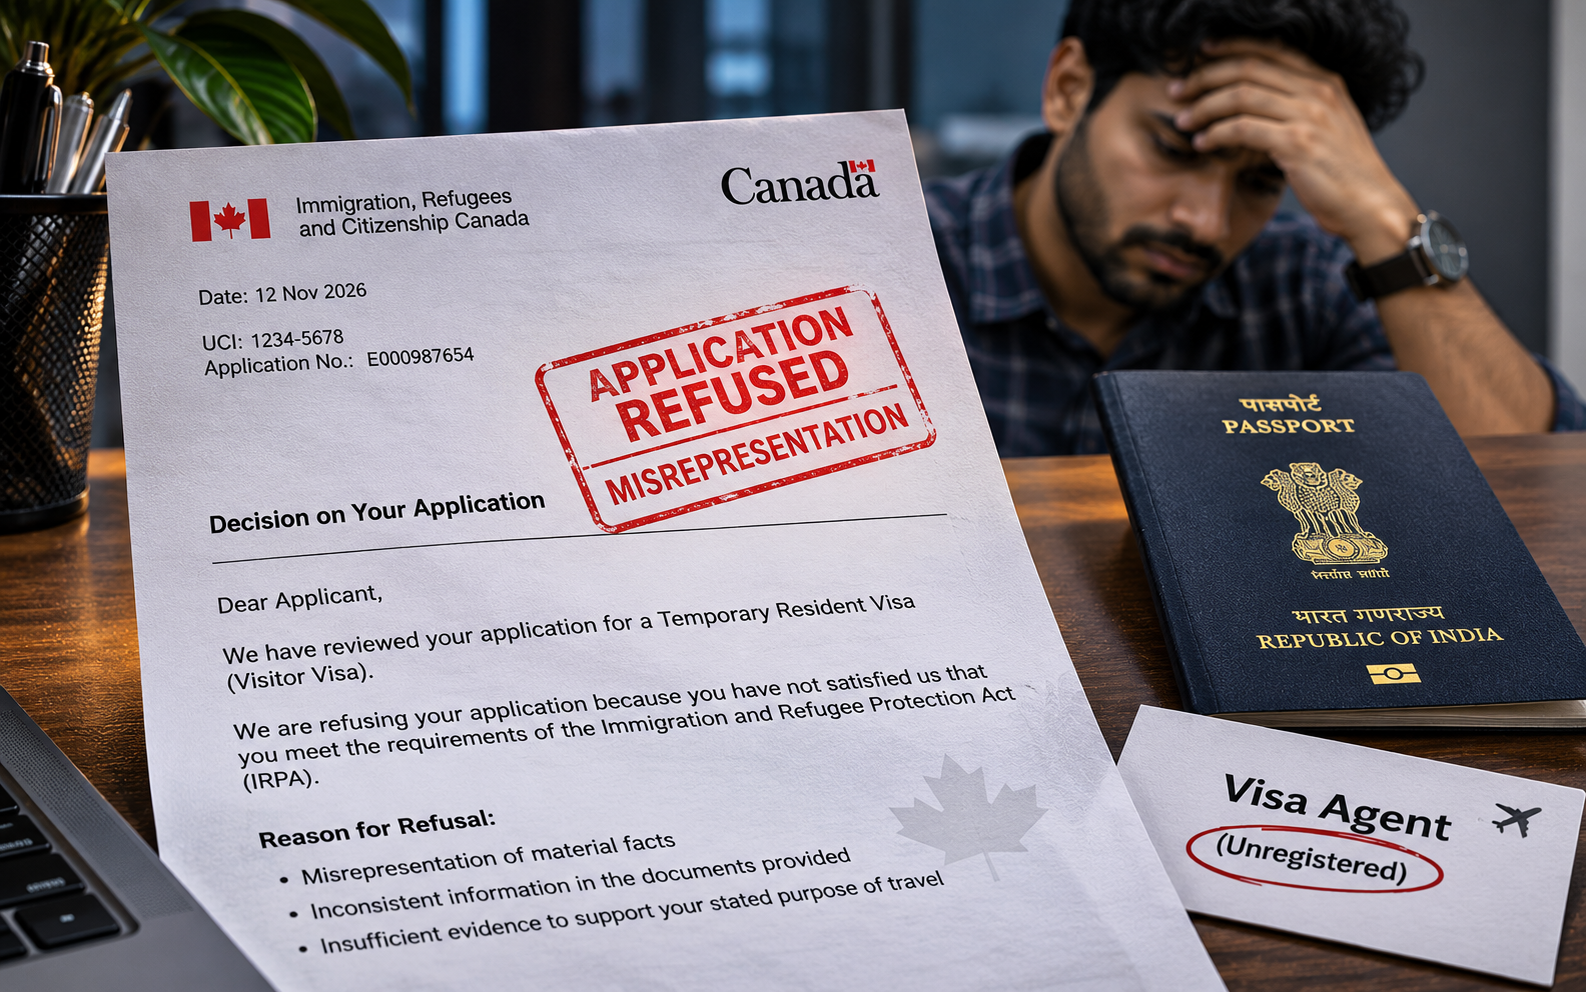 Immigration, Refugees
and Citizenship Canada
Canada
Date: 12 Nov 2026
UCI: 1234-5678
Application No.: E000987654
APPLICATION
REFUSED
MISREPRESENTATION
Decision on Your Application
Dear Applicant,
We have reviewed your application for a Temporary Resident Visa
(Visitor Visa).
We are refusing your application because you have not satisfied us that
you meet the requirements of the Immigration and Refugee Protection Act
(IRPA).
Reason for Refusal:
• Misrepresentation of material facts
• Inconsistent information in the documents provided
• Insufficient evidence to support your stated purpose of travel
पासपोर्ट
PASSPORT
भारत गणराज्य
REPUBLIC OF INDIA
Visa Agent
(Unregistered)